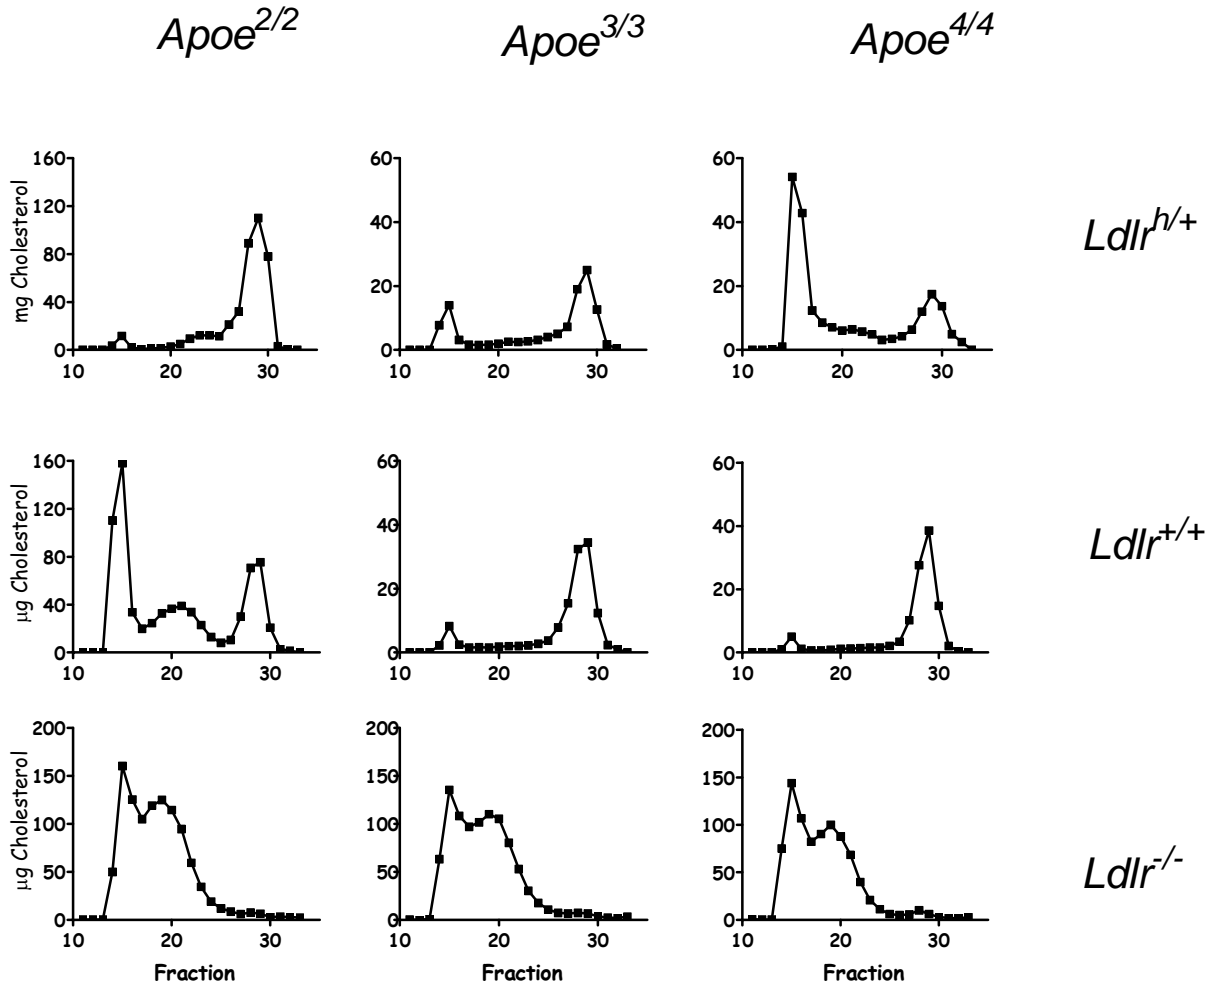 Apoe2/2 Apoe3/3 Apoe4/4
160 60 60
120
mg Cholesterol 40 40 Ldlrh/+
80
20 20
40
0 0 0
10 20 30 10 20 30 10 20 30
160 60 60
120
µg Cholesterol 40 40 Ldlr+/+
80
20 20
40
0 0 0
10 20 30 10 20 30 10 20 30
200 200 200
150 150 150
µg Cholesterol 100 100 100
50 50 50 Ldlr-/-
0 0 0
10 20 30 10 20 30 10 20 30
Fraction Fraction Fraction